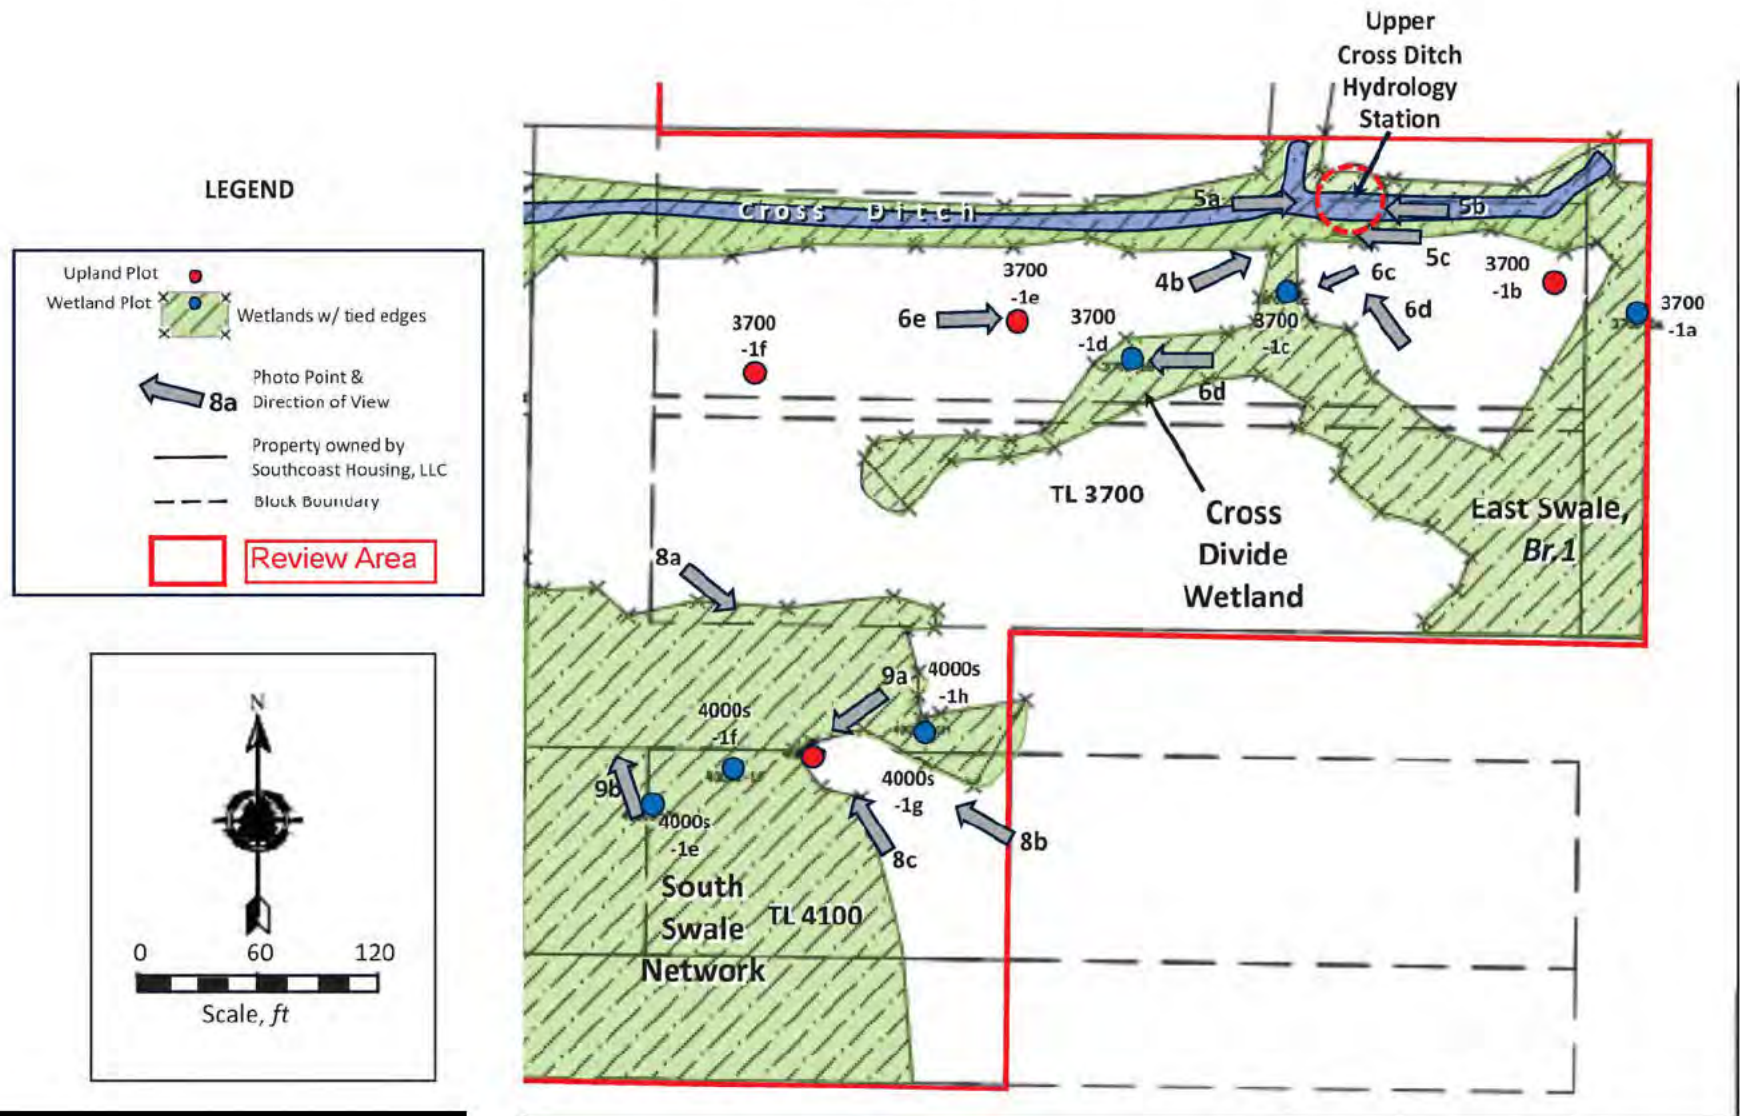 Upper
Cross Ditch
Hydrology
Station
LEGEND
Upland Plot
Wetland Plot
Wetlands w/ tied edges
8a
Photo Point &
Direction of View
Property owned by
Southcoast Housing, LLC
Block Boundary
Review Area
N
0 60 120
Scale, ft
Cross Ditch
5a
5b
5c
4b
6c
6d
3700
-1b
3700
-1a
3700
-1e
6e
3700
-1f
3700
-1d
3700
-1c
6d
TL 3700
Cross
Divide
Wetland
East Swale,
Br.1
8a
9a
4000s
-1h
4000s
-1f
4000s
-1g
9b
4000s
-1e
8c
8b
South
Swale
Network
TL 4100